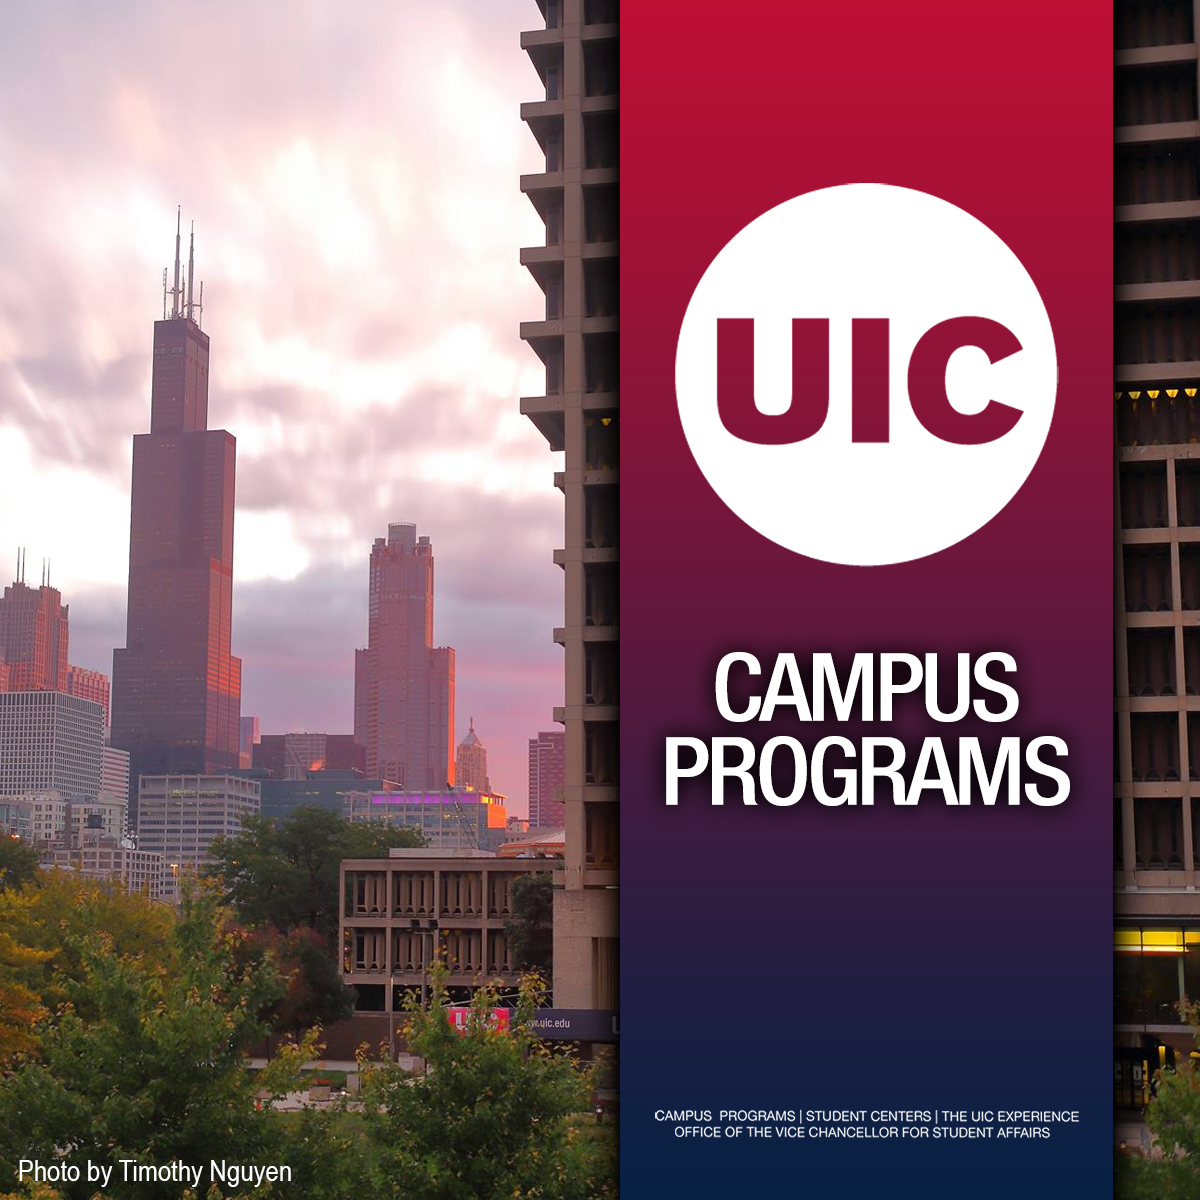 UIC
CAMPUS
PROGRAMS
CAMPUS PROGRAMS | STUDENT CENTERS | THE UIC EXPERIENCE
OFFICE OF THE VICE CHANCELLOR FOR STUDENT AFFAIRS
.uic.edu
Photo by Timothy Nguyen